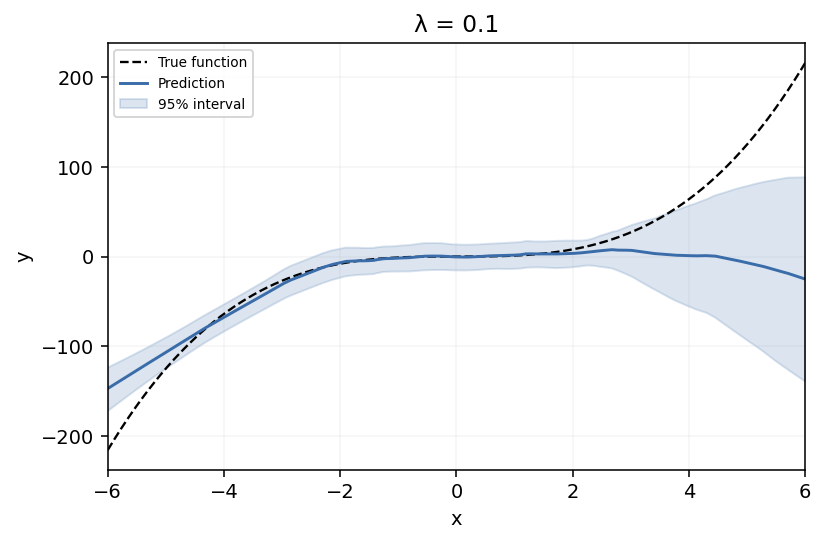 λ = 0.1
True function
Prediction
95% interval
200
100
0
−100
−200
y
−6
−4
−2
0
2
4
6
x